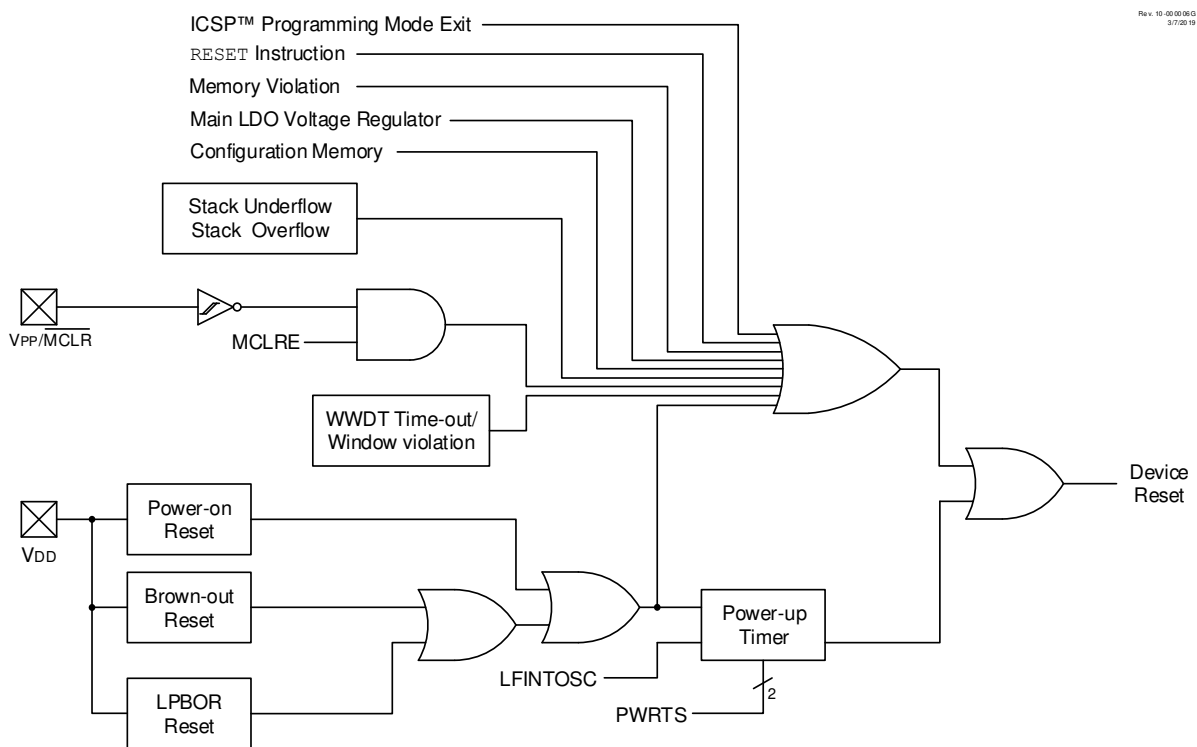 Rev. 10-000006G
3/7/2019
ICSP™ Programming Mode Exit
RESET Instruction
Memory Violation
Main LDO Voltage Regulator
Configuration Memory
Stack Underflow
Stack Overflow
VPP/MCLR
MCLRE
WWDT Time-out/
Window violation
Device
Reset
VDD
Power-on
Reset
Brown-out
Reset
LPBOR
Reset
Power-up
Timer
LFINTOSC
2
PWRTS